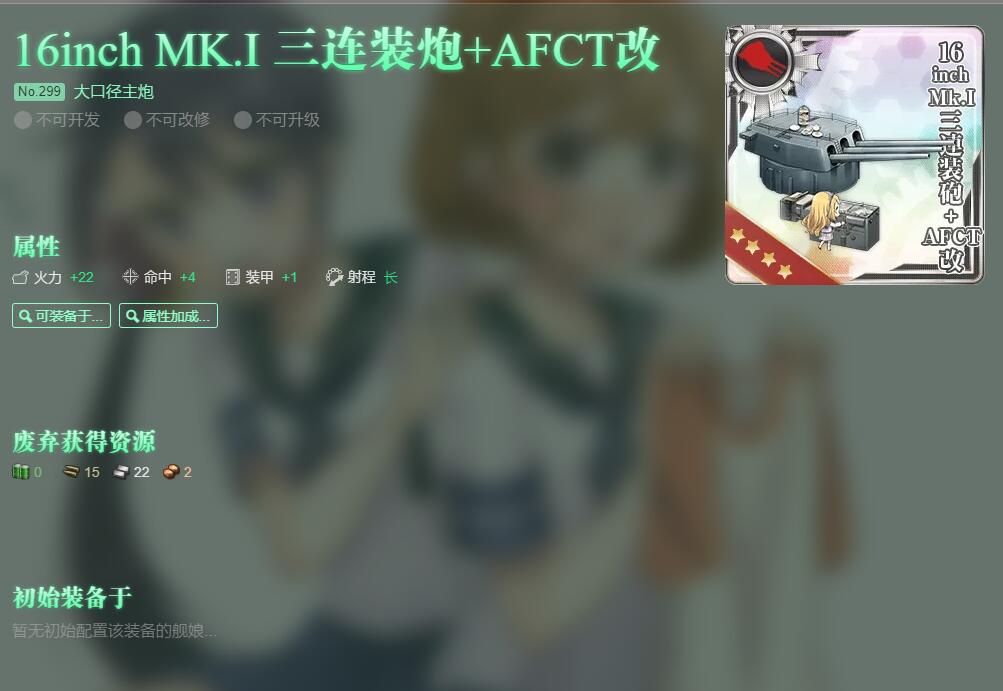 16inch MK.I 三连装炮+AFCT改
No.299 大口径主炮
不可开发 不可改修 不可升级
属性
火力 +22 命中 +4 装甲 +1 射程 长
可装备于... 属性加成...
废弃获得资源
0 15 22 2
初始装备于
暂无初始配置该装备的舰娘...
16
inch
Mk.I
三連装砲
+
AFCT
改